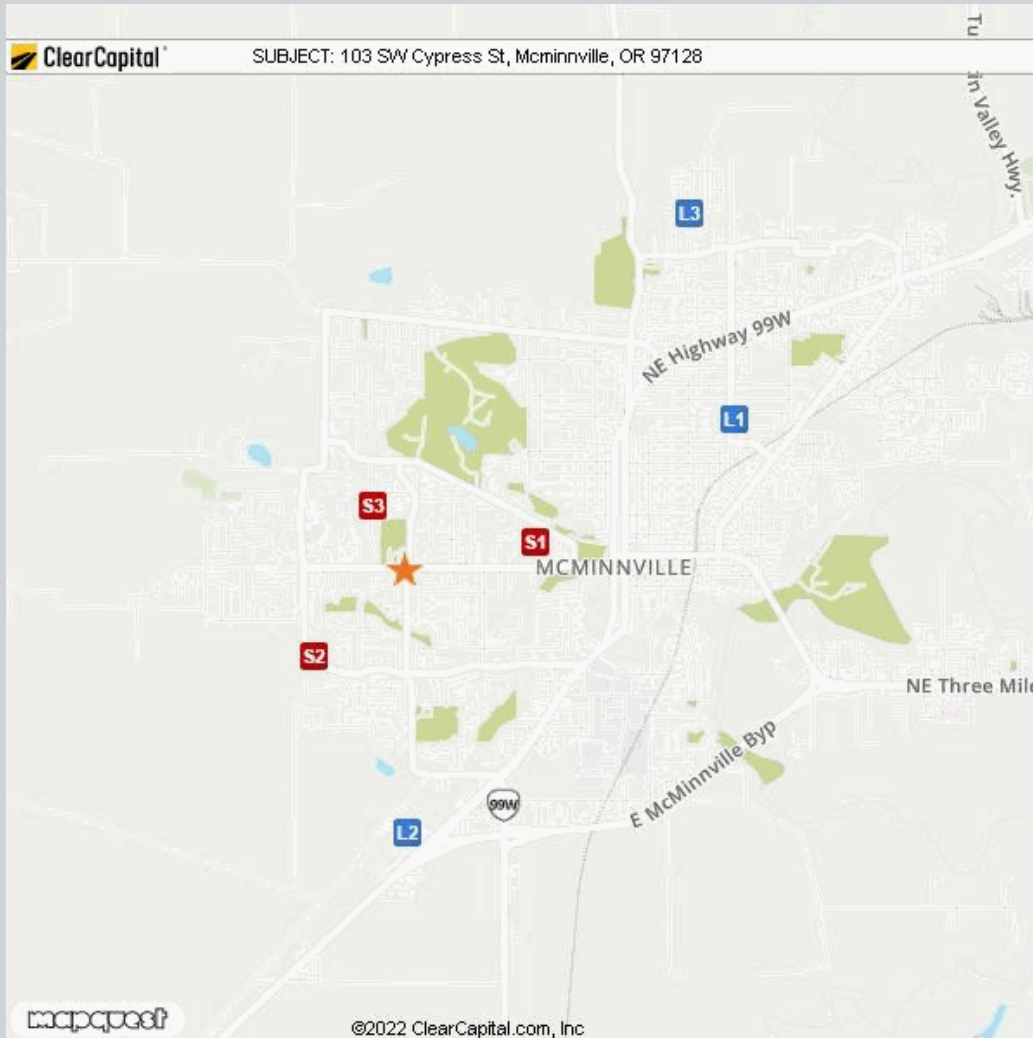 Tu
ClearCapital
SUBJECT: 103 SW Cypress St, Mcminnville, OR 97128
in Valley Hwy.
L3
NE Highway 99W
L1
S3
S1
MCMINNVILLE
S2
NE Three Mile
E McMinnville Byp
99W
L2
mapquest
©2022 ClearCapital.com, Inc